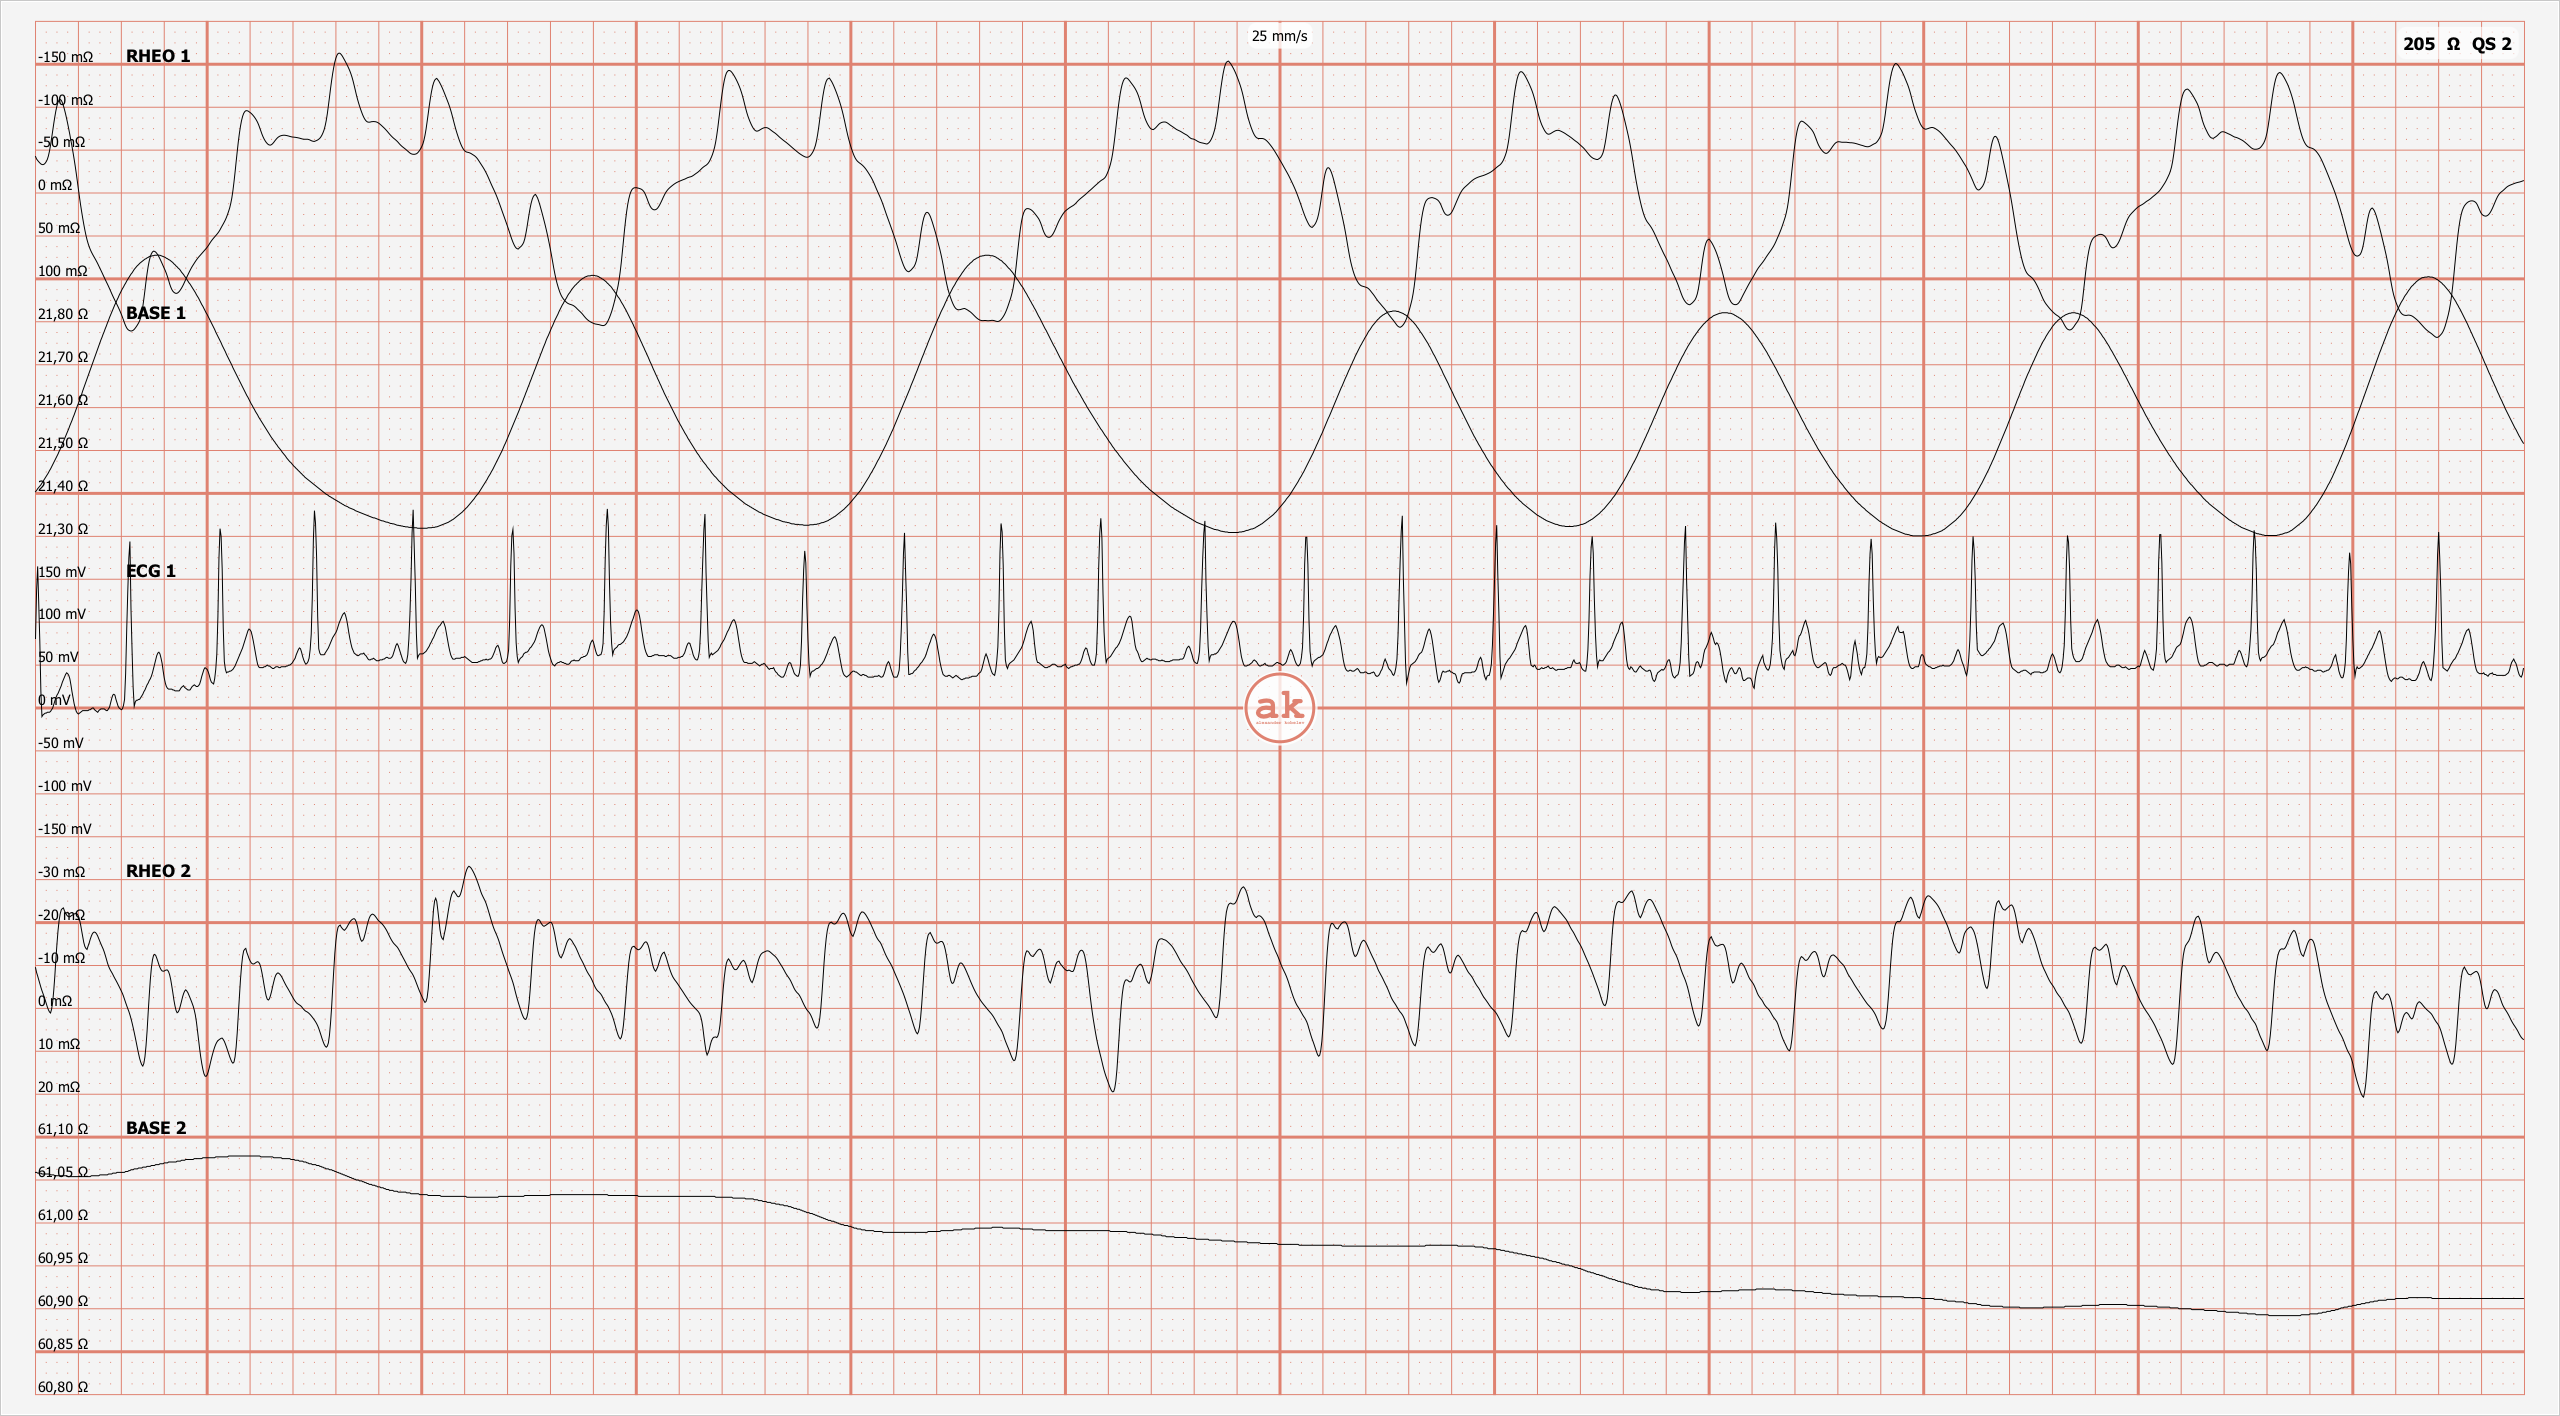 25 mm/s
205 Ω QS 2
-150 mΩ RHEO 1
-100 mΩ
-50 mΩ
0 mΩ
50 mΩ
100 mΩ
BASE 1
21,80 Ω
21,70 Ω
21,60 Ω
21,50 Ω
21,40 Ω
21,30 Ω
150 mV ECG 1
100 mV
50 mV
0 mV
ak
-50 mV
-100 mV
-150 mV
-30 mΩ RHEO 2
-20 mΩ
-10 mΩ
0 mΩ
10 mΩ
20 mΩ
61,10 Ω BASE 2
61,05 Ω
61,00 Ω
60,95 Ω
60,90 Ω
60,85 Ω
60,80 Ω